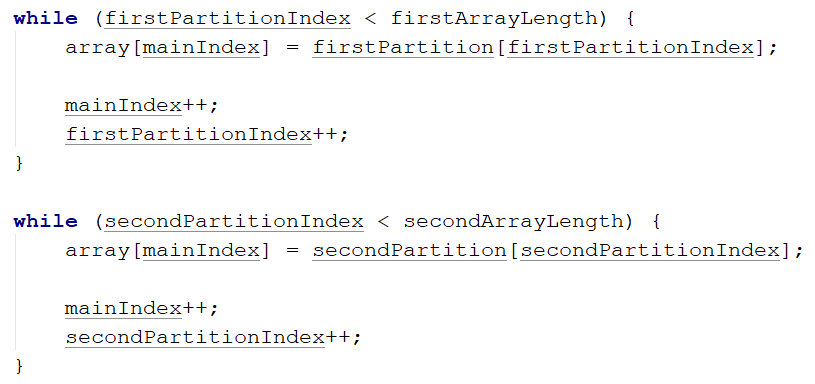 while (firstPartitionIndex < firstArrayLength) {
    array[mainIndex] = firstPartition[firstPartitionIndex];

    mainIndex++;
    firstPartitionIndex++;
}

while (secondPartitionIndex < secondArrayLength) {
    array[mainIndex] = secondPartition[secondPartitionIndex];

    mainIndex++;
    secondPartitionIndex++;
}